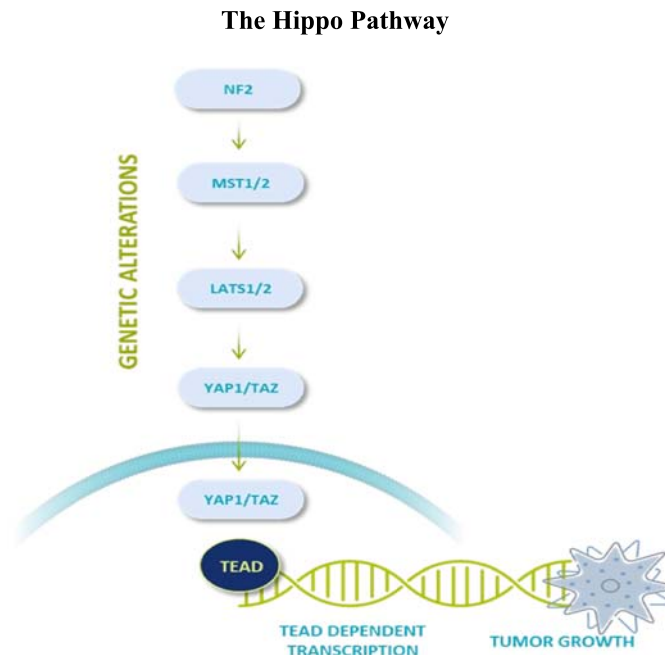 The Hippo Pathway
NF2
GENETIC ALTERATIONS
MST1/2
LATS1/2
YAP1/TAZ
YAP1/TAZ
TEAD
TEAD DEPENDENT
TRANSCRIPTION
TUMOR GROWTH